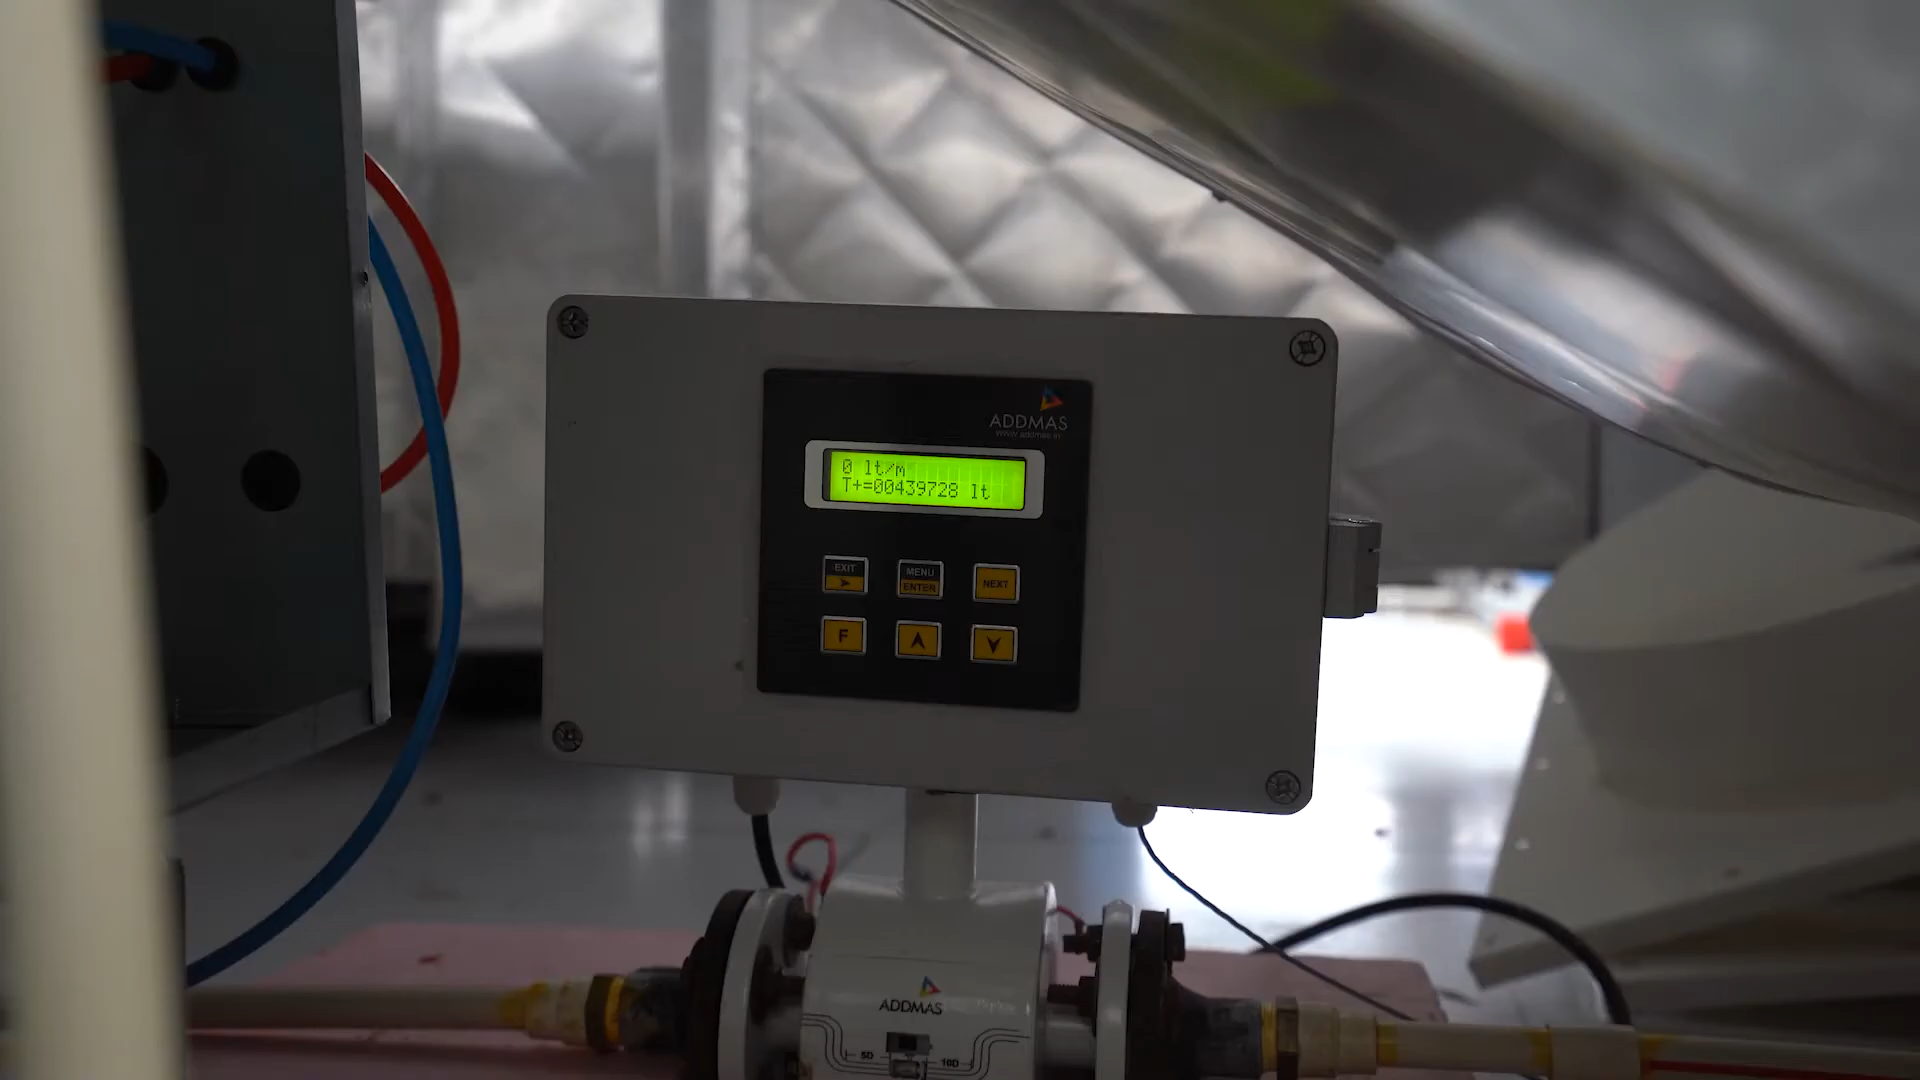 ADDMAS
www.addmas.in
0 lt/m
T+=00439728 lt
EXIT
MENU
ENTER
NEXT
F
ADDMAS
5D
10D